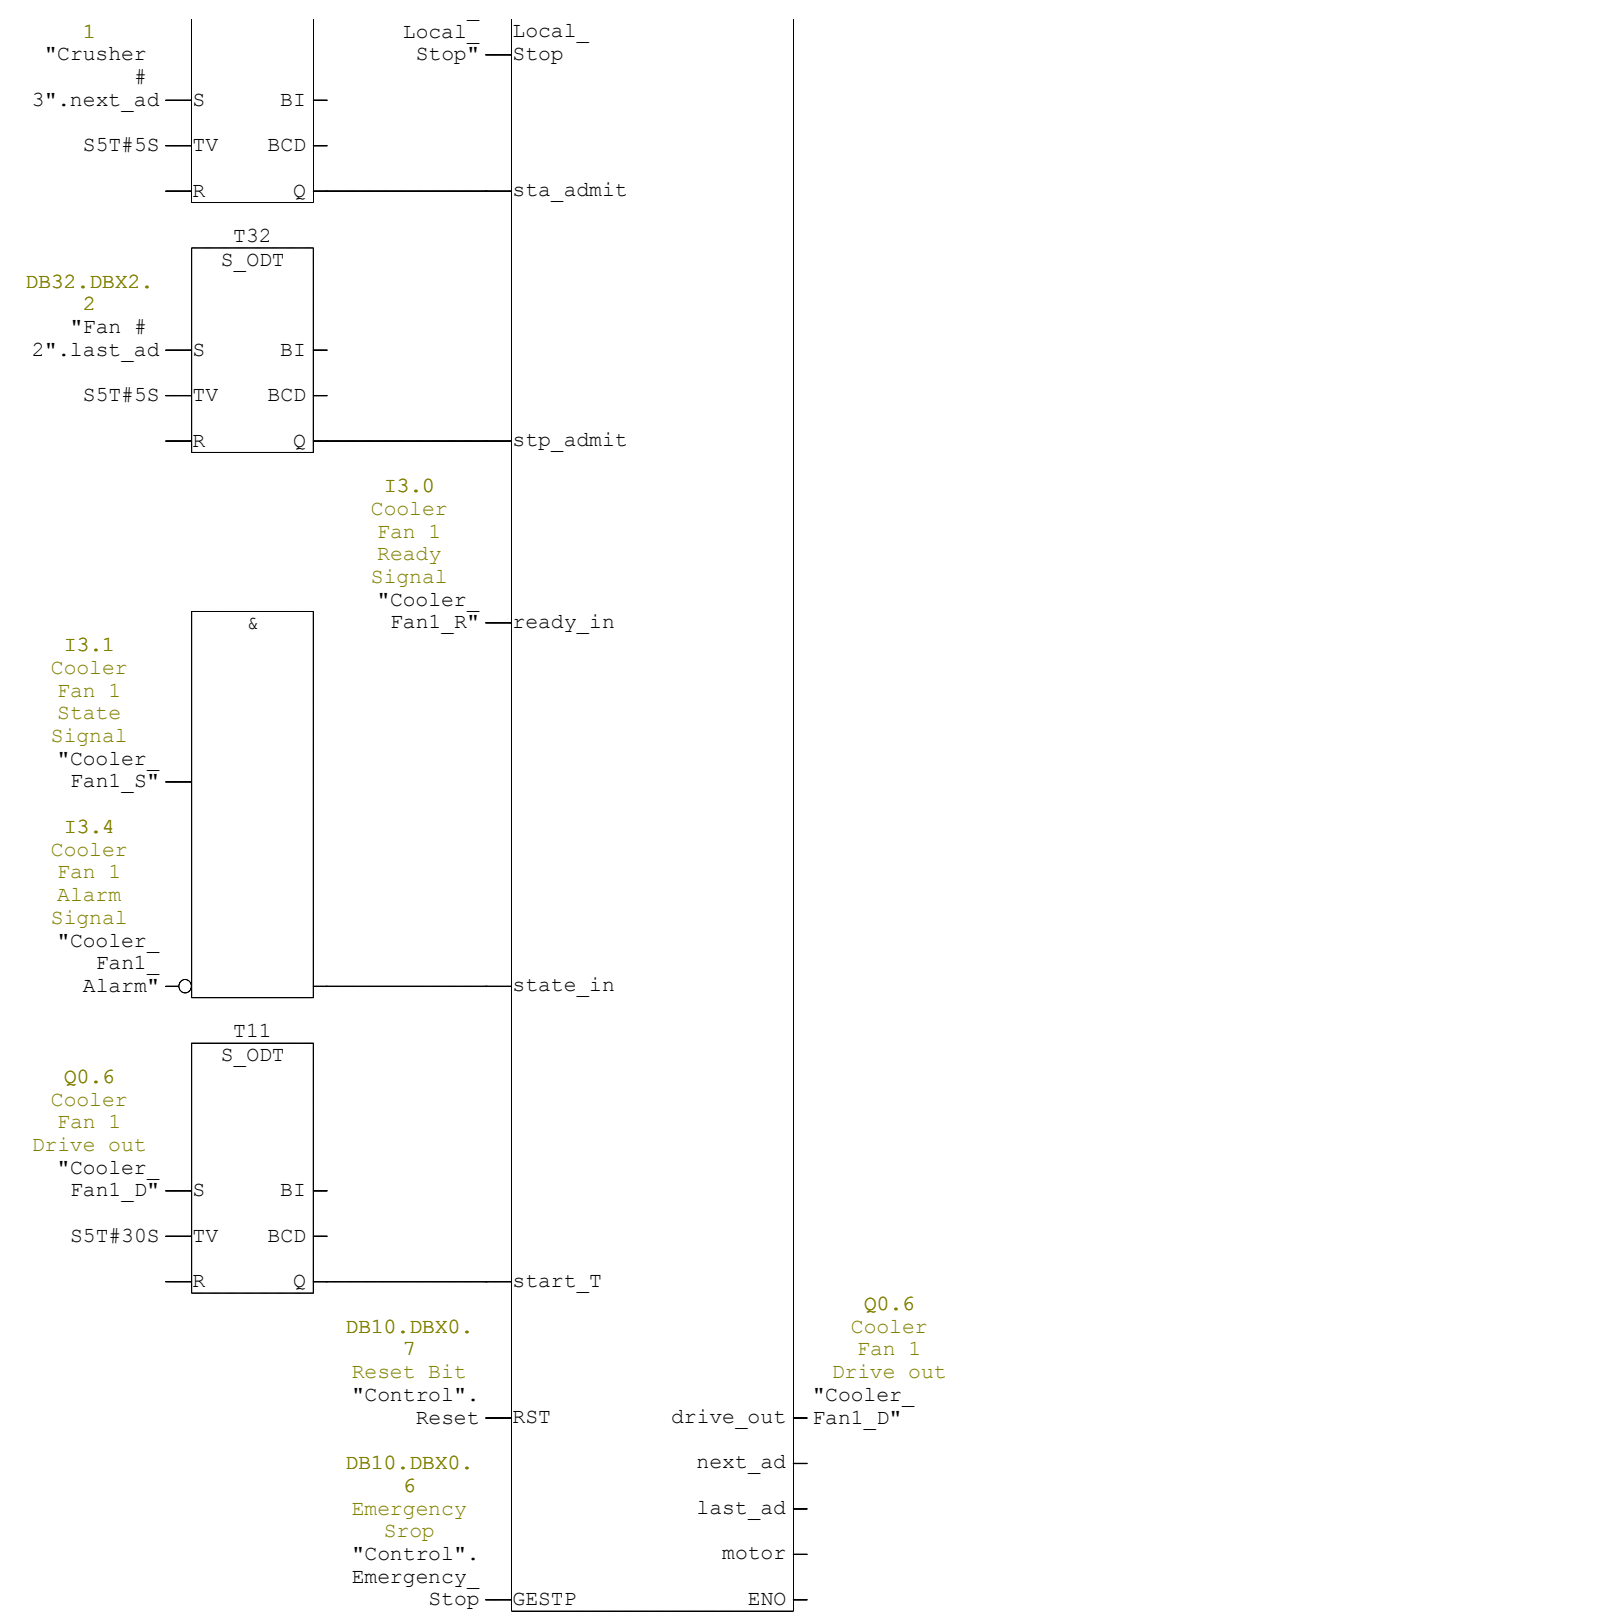 1
"Crusher
#
3".next_ad
S
BI
S5T#5S
TV
BCD
R
Q
Local_
Stop"
Local_
Stop
sta_admit
T32
S_ODT
DB32.DBX2.
2
"Fan #
2".last_ad
S
BI
S5T#5S
TV
BCD
R
Q
stp_admit
I3.0
Cooler
Fan 1
Ready
Signal
"Cooler_
Fan1_R"
ready_in
&
I3.1
Cooler
Fan 1
State
Signal
"Cooler_
Fan1_S"
I3.4
Cooler
Fan 1
Alarm
Signal
"Cooler_
Fan1_
Alarm"
state_in
T11
S_ODT
Q0.6
Cooler
Fan 1
Drive out
"Cooler_
Fan1_D"
S
BI
S5T#30S
TV
BCD
R
Q
start_T
DB10.DBX0.
7
Reset Bit
"Control".
Reset
RST
Q0.6
Cooler
Fan 1
Drive out
"Cooler_
Fan1_D"
drive_out
next_ad
last_ad
motor
DB10.DBX0.
6
Emergency
Srop
"Control".
Emergency_
Stop
GESTP
ENO